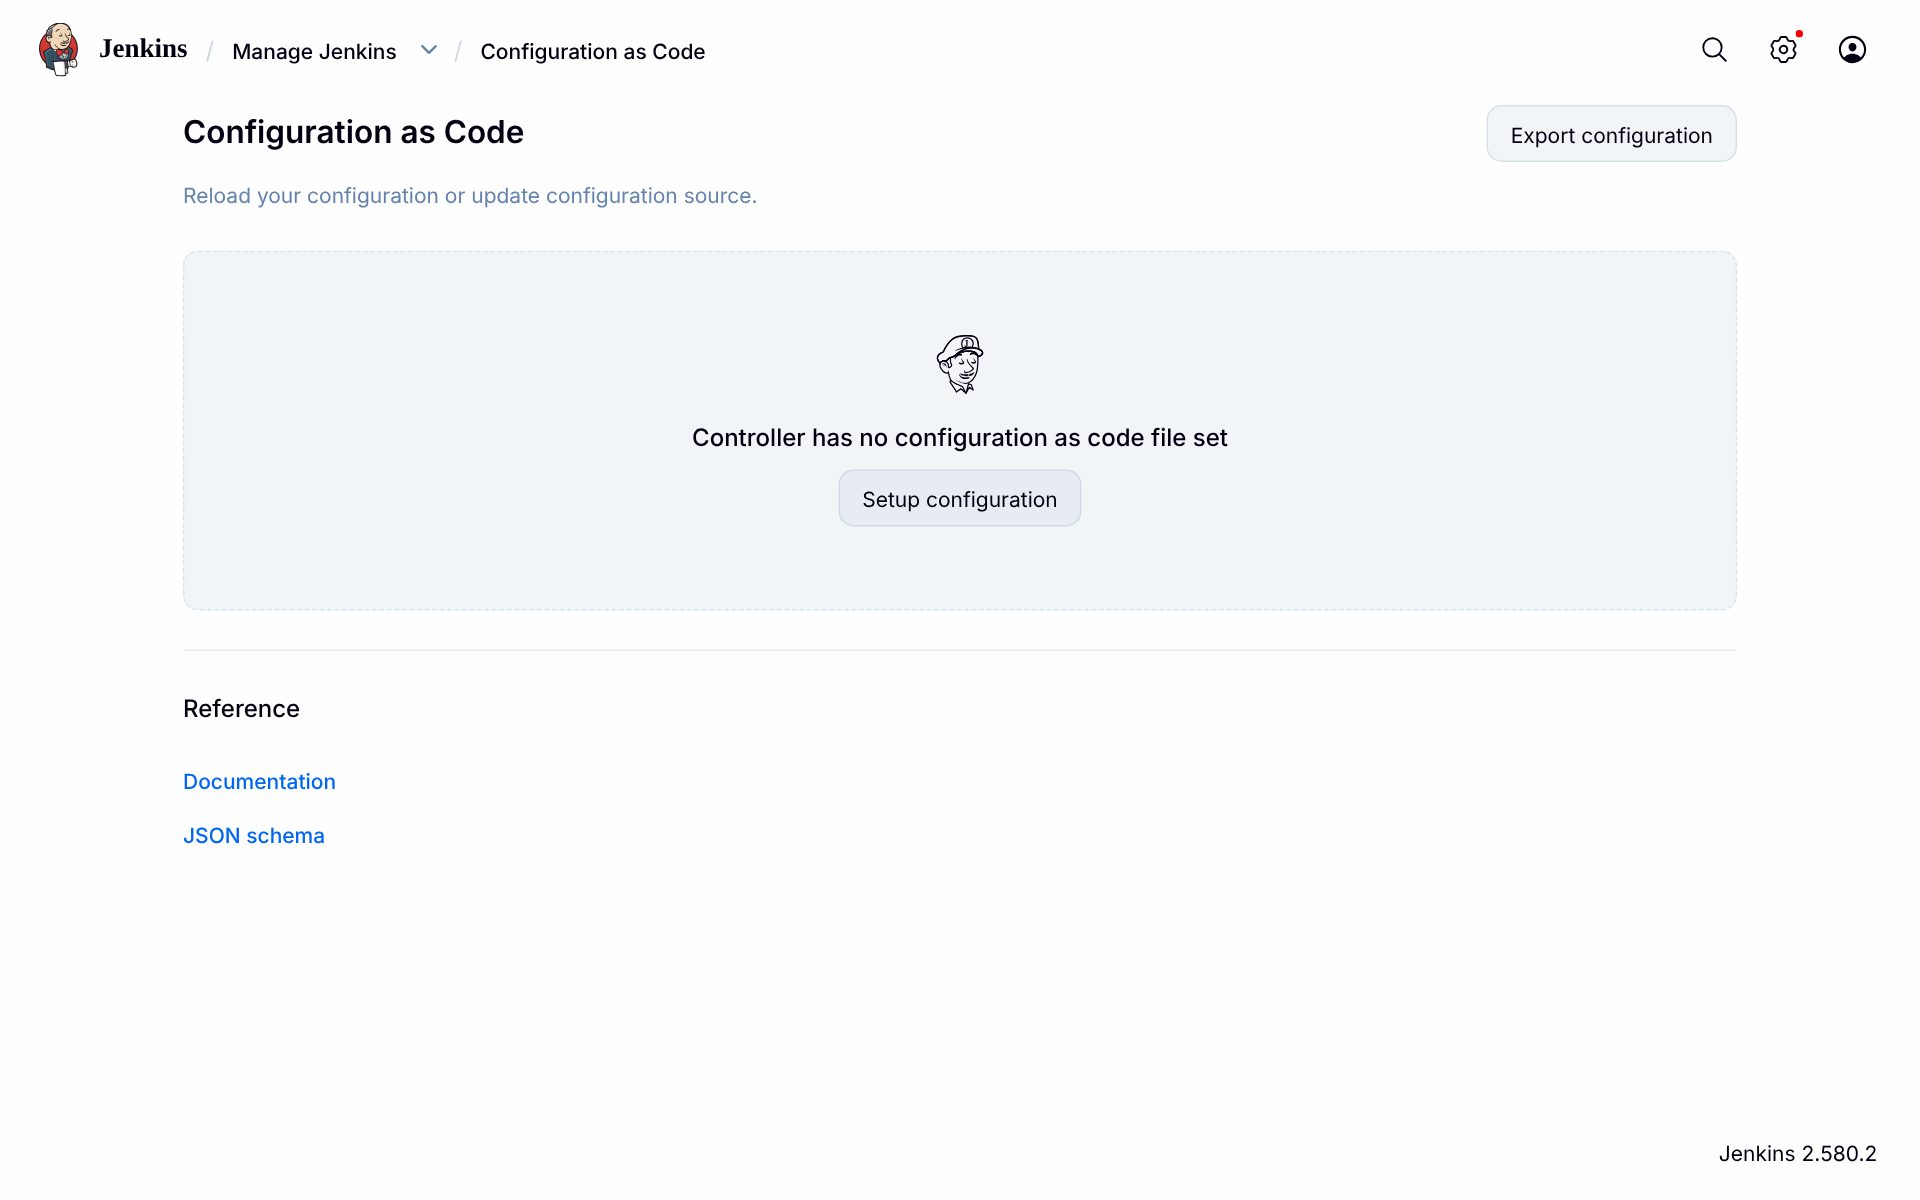 Jenkins / Manage Jenkins / Configuration as Code
Configuration as Code
Export configuration
Reload your configuration or update configuration source.
Controller has no configuration as code file set
Setup configuration
Reference
Documentation
JSON schema
Jenkins 2.580.2